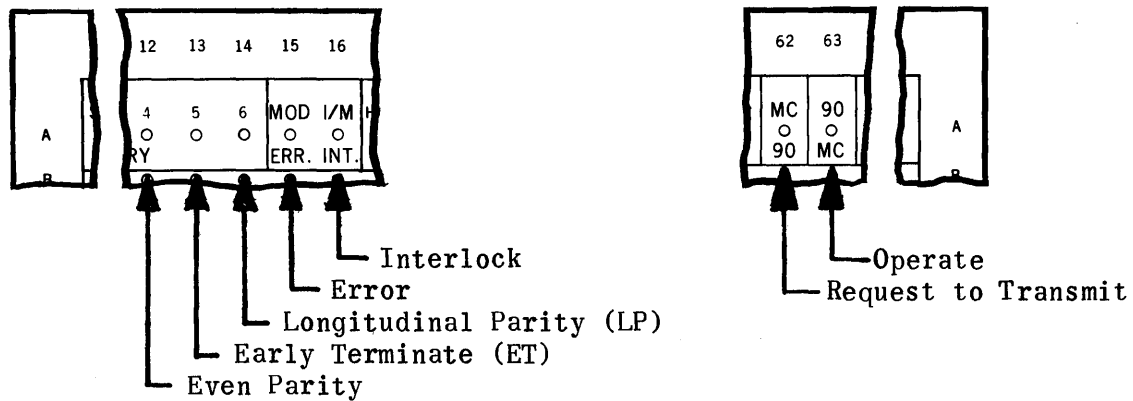 12 13 14 15 16
62 63
4 5 6 MOD I/M
MC 90
A
A
RY ERR. INT.
90 MC
Interlock
Operate
Error
Request to Transmit
Longitudinal Parity (LP)
Early Terminate (ET)
Even Parity